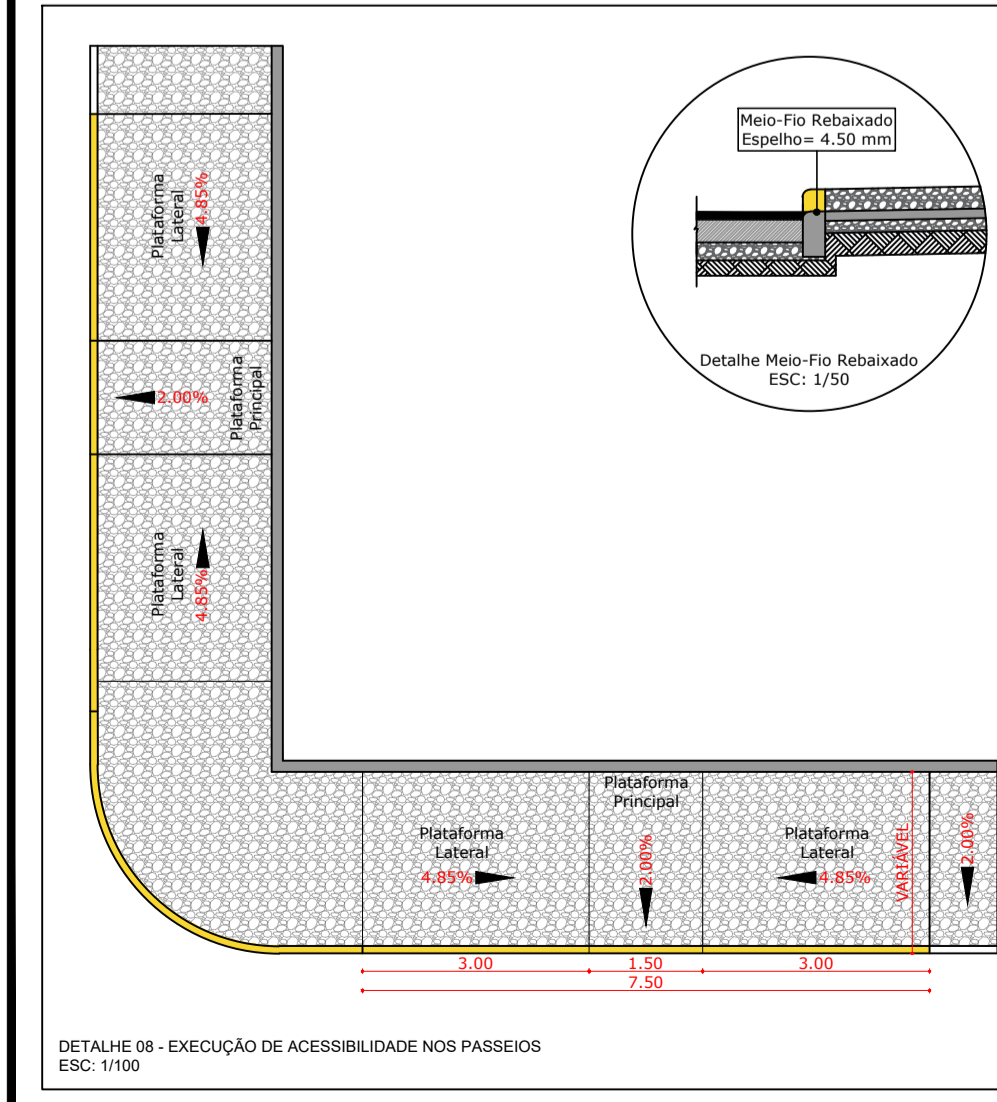 Meio-Fio Rebaixado
Espelho= 4.50 mm
Detalhe Meio-Fio Rebaixado
ESC: 1/50
Plataforma
Lateral
4.85%
2.00%
Plataforma
Principal
Plataforma
Lateral
4.85%
Plataforma
Lateral
4.85%
Plataforma
Principal
2.00%
Plataforma
Lateral
4.85%
VARIÁVEL
2.00%
3.00
1.50
3.00
7.50
DETALHE 08 - EXECUÇÃO DE ACESSIBILIDADE NOS PASSEIOS
ESC: 1/100